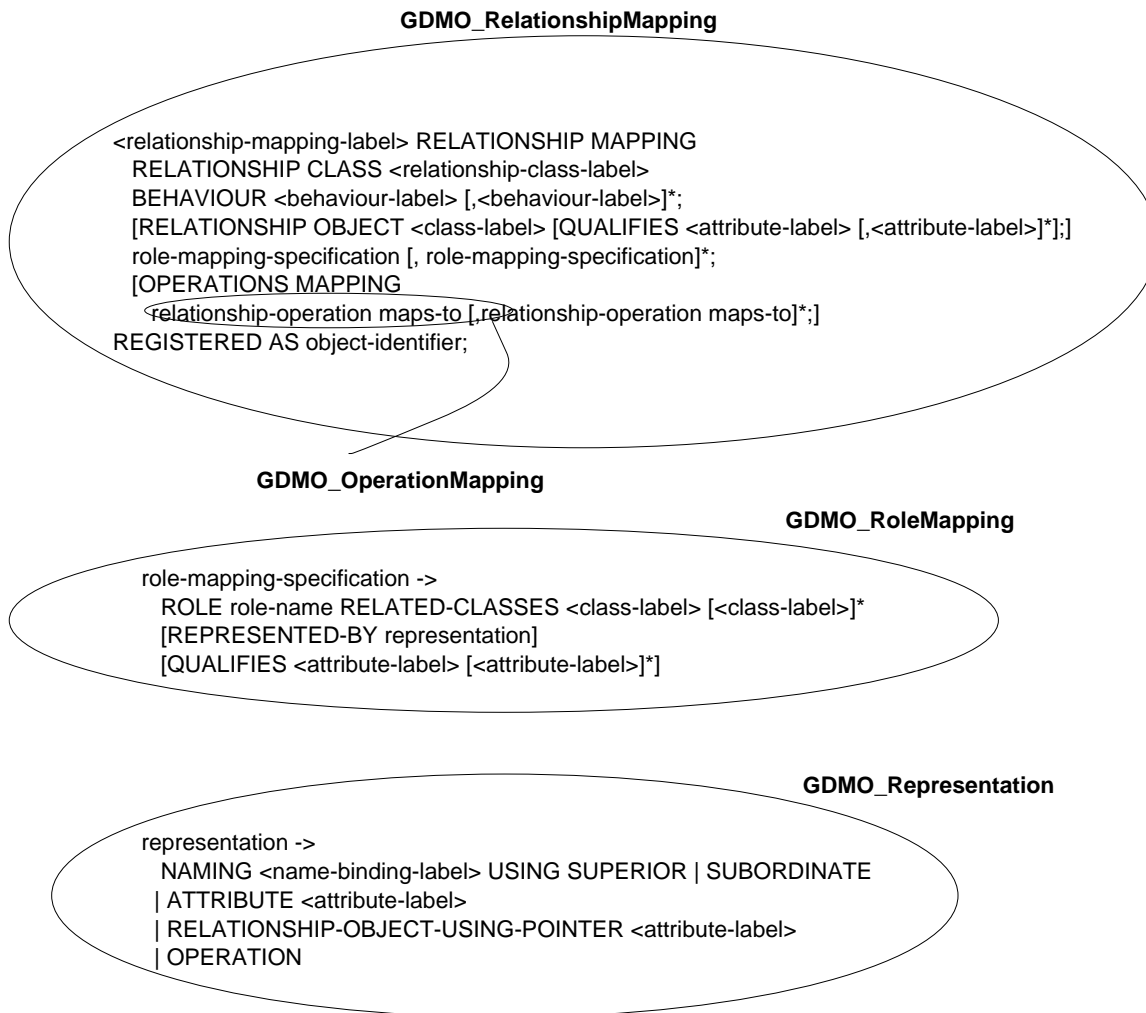 GDMO_RelationshipMapping
<relationship-mapping-label> RELATIONSHIP MAPPING
RELATIONSHIP CLASS <relationship-class-label>
BEHAVIOUR <behaviour-label> [,<behaviour-label>]*;
[RELATIONSHIP OBJECT <class-label> [QUALIFIES <attribute-label> [,<attribute-label>]*];]
role-mapping-specification [, role-mapping-specification]*;
[OPERATIONS MAPPING
relationship-operation maps-to [,relationship-operation maps-to]*;]
REGISTERED AS object-identifier;
GDMO_OperationMapping
GDMO_RoleMapping
role-mapping-specification ->
ROLE role-name RELATED-CLASSES <class-label> [<class-label>]*
[REPRESENTED-BY representation]
[QUALIFIES <attribute-label> [<attribute-label>]*]
GDMO_Representation
representation ->
NAMING <name-binding-label> USING SUPERIOR | SUBORDINATE
| ATTRIBUTE <attribute-label>
| RELATIONSHIP-OBJECT-USING-POINTER <attribute-label>
| OPERATION